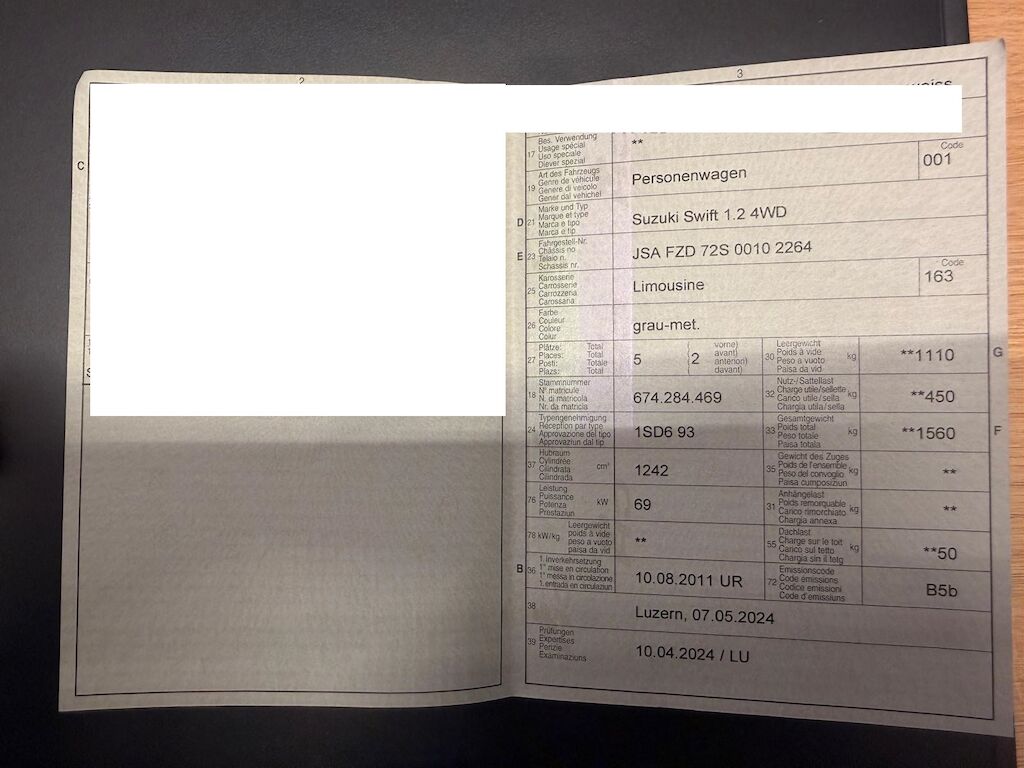 2
3
C
17 Bes. Verwendung
Usage spécial
Uso speciale
Diever spezial
**
19 Art des Fahrzeugs
Genre de véhicule
Genere di veicolo
Gener dal vehichel
Personenwagen
Code
001
D 21 Marke und Typ
Marque et type
Marca e tipo
Marca e tip
Suzuki Swift 1.2 4WD
E 23 Fahrgestell-Nr.
Châssis no
Telaio n.
Schassis nr.
JSA FZD 72S 0010 2264
25 Karosserie
Carrosserie
Carrozzeria
Carossaria
Limousine
Code
163
26 Farbe
Couleur
Colore
Colur
grau-met.
27 Plätze: Total
Places: Total
Posti: Totale
Plazs: Total
5
( 2 vorne)
avant)
anteriori)
davant)
30 Leergewicht
Poids à vide
Peso a vuoto
Paisa da vid
kg
**1110
G
18 Stammnummer
N° matricule
N. di matricola
Nr. da matricla
674.284.469
32 Nutz-/Sattellast
Charge utile/sellette
Carico utile/sella
Chargia utila/sella
kg
**450
24 Typengenehmigung
Réception par type
Approvazione del tipo
Approvaziun dal tip
1SD6 93
33 Gesamtgewicht
Poids total
Peso totale
Paisa totala
kg
**1560
F
37 Hubraum
Cylindrée
Cilindrata
Cilindrada
cm³
1242
35 Gewicht des Zuges
Poids de l'ensemble
Peso del convoglio
Paisa cumposiziun
kg
**
76 Leistung
Puissance
Potenza
Prestaziun
kW
69
31 Anhängelast
Poids remorquable
Carico rimorchiato
Chargia annexa
kg
**
78 kW/kg Leergewicht
poids à vide
peso a vuoto
paisa da vid
**
55 Dachlast
Charge sur le toit
Carico sul tetto
Chargia sin il tetg
kg
**50
B 36 1. Inverkehrsetzung
1re mise en circulation
1a messa in circolazione
1. entrada en circulaziun
10.08.2011 UR
72 Emissionscode
Code émissions
Codice emissioni
Code d'emissiuns
B5b
38
Luzern, 07.05.2024
39 Prüfungen
Expertises
Perizie
Examinaziuns
10.04.2024 / LU